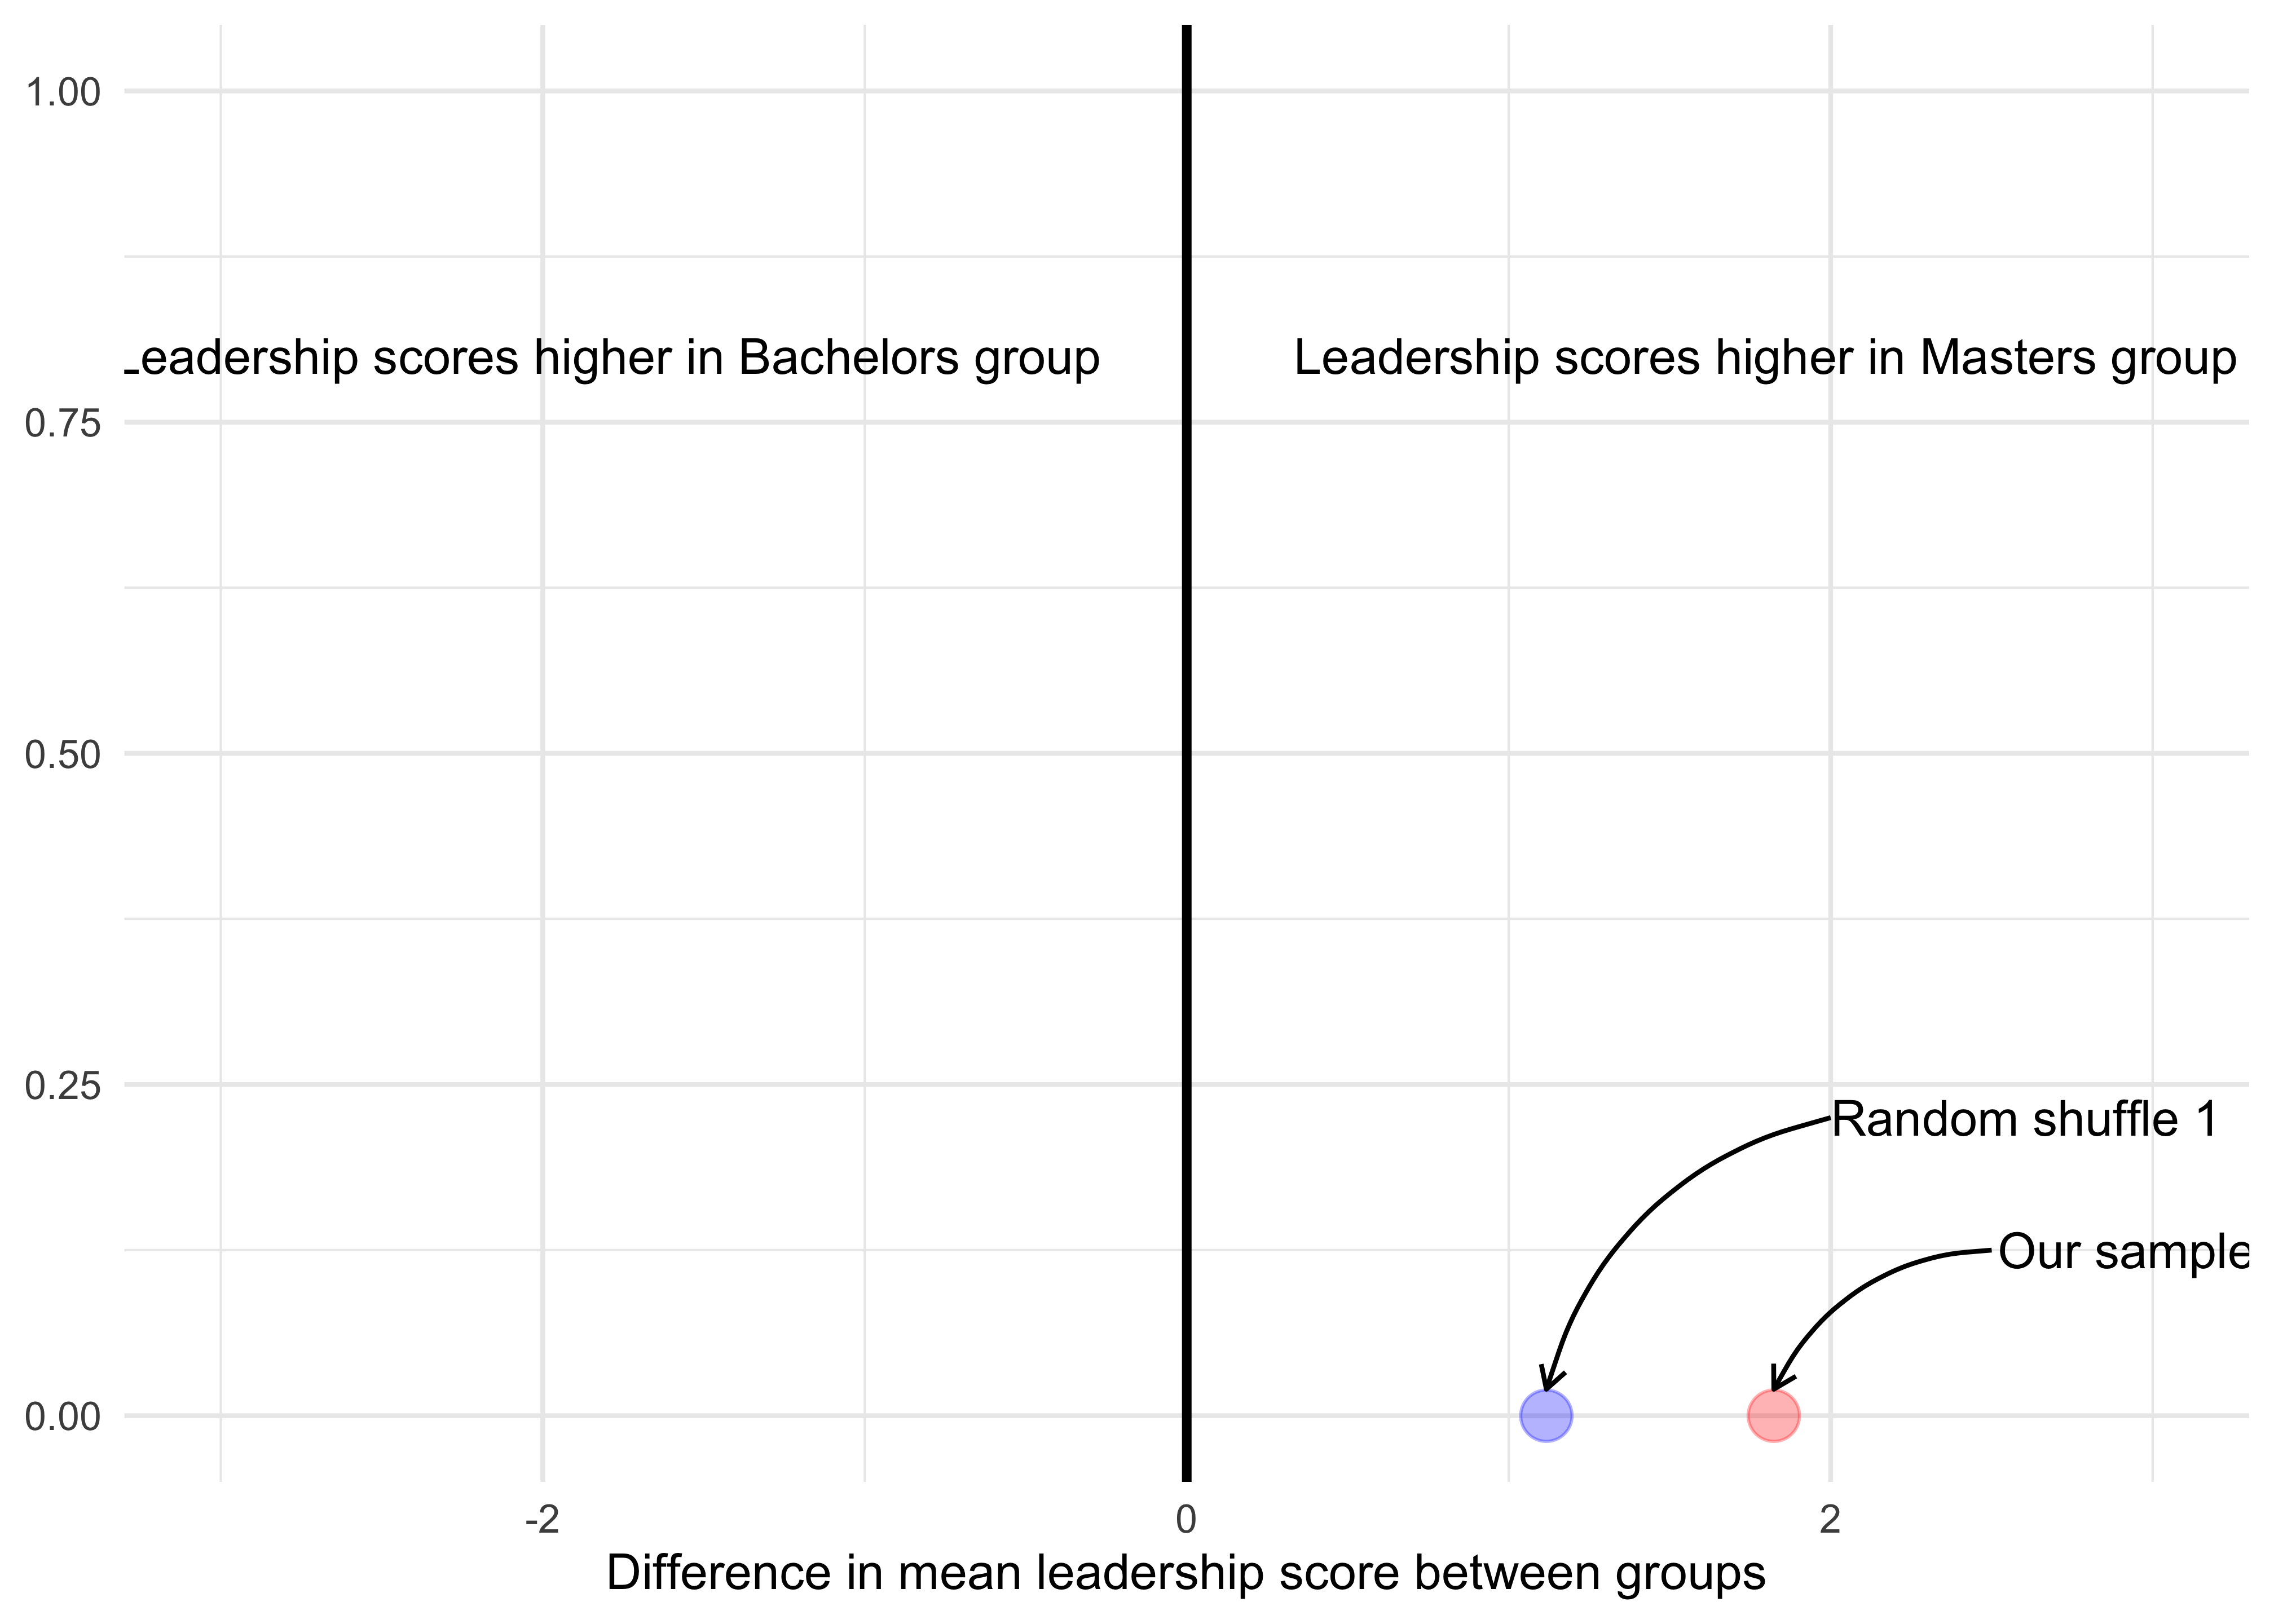 1.00
Leadership scores higher in Bachelors group
Leadership scores higher in Masters group
0.75
0.50
0.25
Random shuffle 1
Our sample
0.00
-2
0
2
Difference in mean leadership score between groups